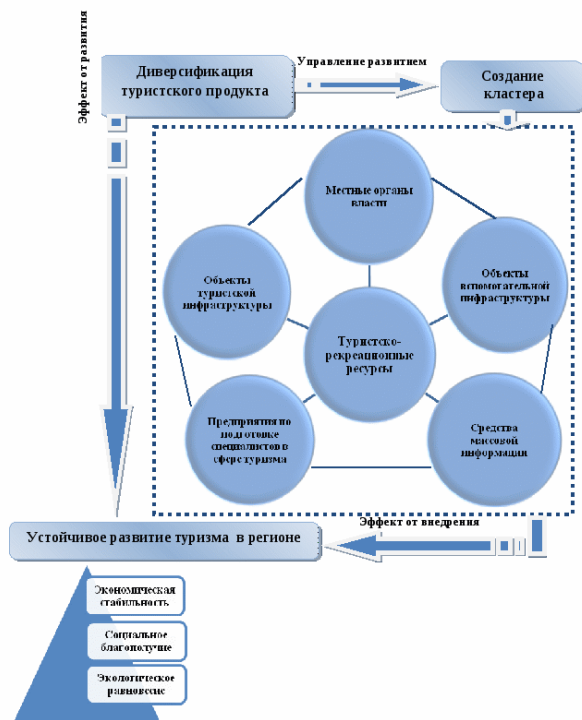 Эффект от развития
Управление развитием
Диверсификация
туристского продукта
Создание
кластера
Местные органы
власти
Объекты
туристской
инфраструктуры
Объекты
вспомогательной
инфраструктуры
Туристско-
рекреационные
ресурсы
Предприятия по
подготовке
специалистов в
сфере туризма
Средства
массовой
информации
Эффект от внедрения
Устойчивое развитие туризма в регионе
Экономическая
стабильность
Социальное
благополучие
Экологическое
равновесие